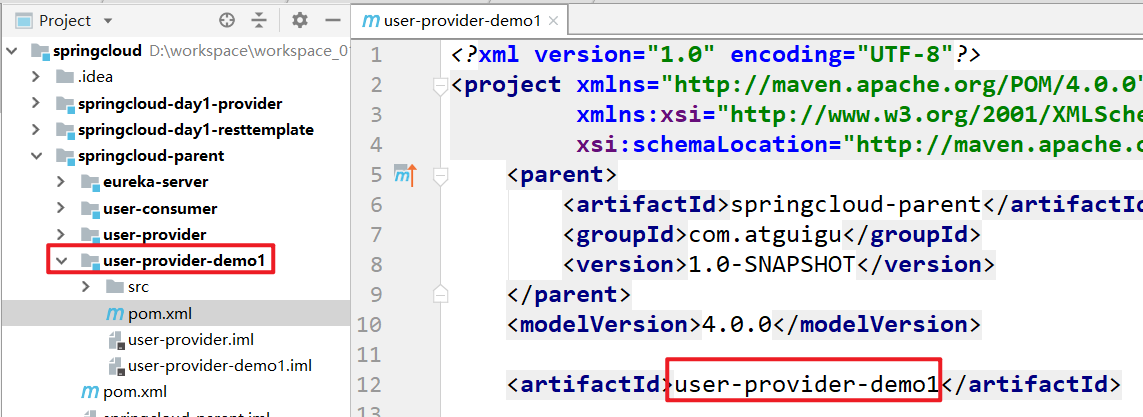 Project
springcloud D:\workspace\workspace_0
.idea
springcloud-day1-provider
springcloud-day1-resttemplate
springcloud-parent
eureka-server
user-consumer
user-provider
user-provider-demo1
src
pom.xml
user-provider.iml
user-provider-demo1.iml
pom.xml
springcloud-parent.iml
user-provider-demo1
1 <?xml version="1.0" encoding="UTF-8"?>
2 <project xmlns="http://maven.apache.org/POM/4.0.0"
3 xmlns:xsi="http://www.w3.org/2001/XMLSche
4 xsi:schemaLocation="http://maven.apache.o
5 <parent>
6 <artifactId>springcloud-parent</artifactId
7 <groupId>com.atguigu</groupId>
8 <version>1.0-SNAPSHOT</version>
9 </parent>
10 <modelVersion>4.0.0</modelVersion>
11
12 <artifactId>user-provider-demo1</artifactId>
13